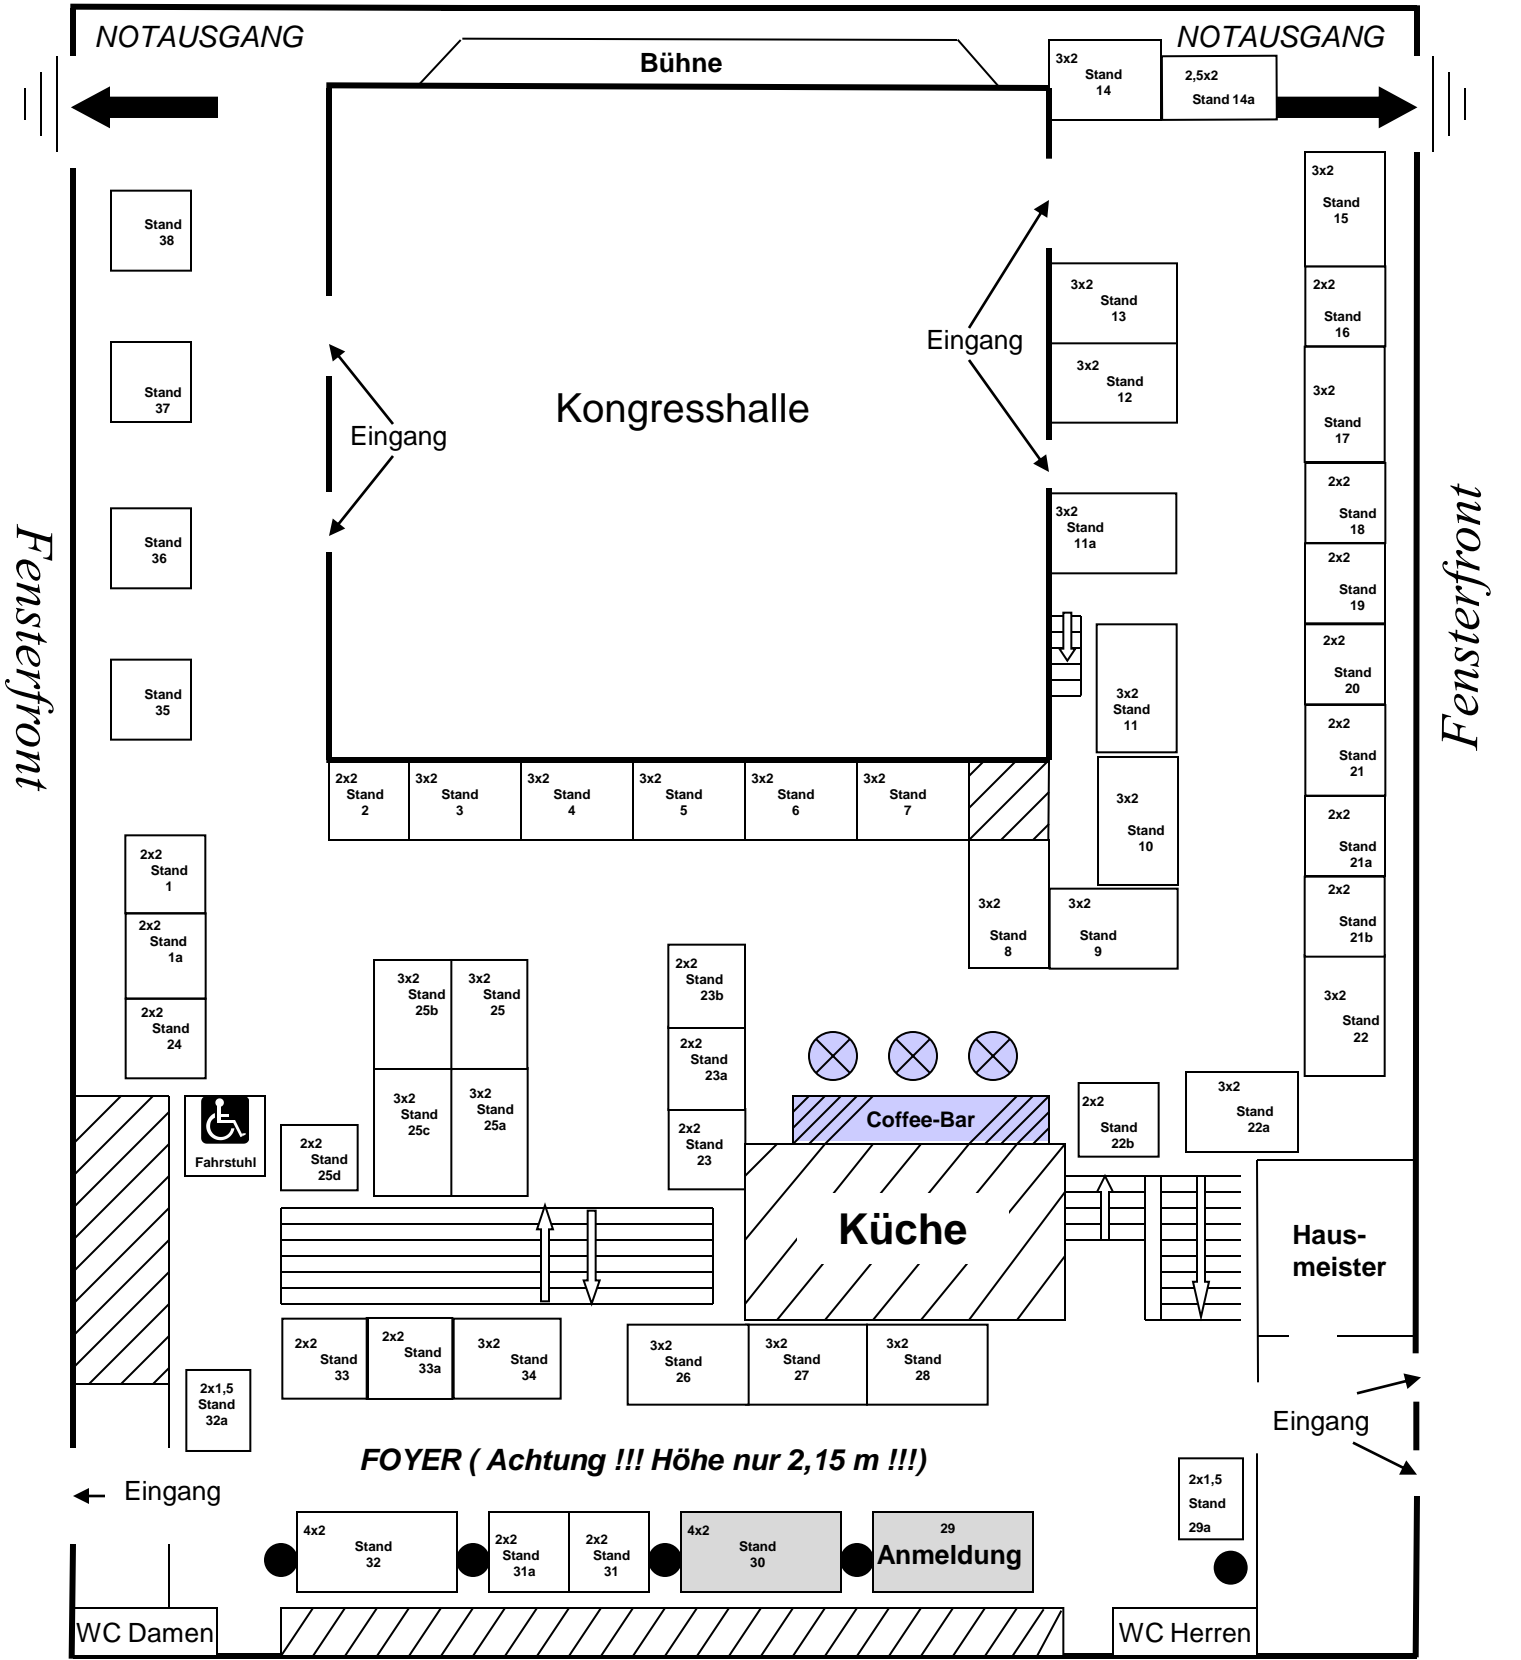 NOTAUSGANG
NOTAUSGANG
Bühne
3x2
Stand
14
2,5x2
Stand 14a
3x2
Stand
15
Stand
38
3x2
Stand
13
2x2
Stand
16
Eingang
3x2
Stand
12
Stand
37
Kongresshalle
3x2
Stand
17
Eingang
2x2
Stand
18
Fensterfront
Fensterfront
Stand
36
3x2
Stand
11a
2x2
Stand
19
2x2
Stand
20
Stand
35
3x2
Stand
11
2x2
Stand
21
2x2
Stand
2
3x2
Stand
3
3x2
Stand
4
3x2
Stand
5
3x2
Stand
6
3x2
Stand
7
3x2
Stand
10
2x2
Stand
21a
2x2
Stand
1
2x2
Stand
1a
3x2
Stand
8
3x2
Stand
9
2x2
Stand
21b
2x2
Stand
24
3x2
Stand
25b
3x2
Stand
25
2x2
Stand
23b
3x2
Stand
22
2x2
Stand
23a
3x2
Stand
25c
3x2
Stand
25a
Coffee-Bar
2x2
Stand
22b
3x2
Stand
22a
Fahrstuhl
2x2
Stand
25d
2x2
Stand
23
Küche
Haus-
meister
2x2
Stand
33
2x2
Stand
33a
3x2
Stand
34
3x2
Stand
26
3x2
Stand
27
3x2
Stand
28
2x1,5
Stand
32a
Eingang
FOYER ( Achtung !!! Höhe nur 2,15 m !!!)
Eingang
2x1,5
Stand
29a
4x2
Stand
32
2x2
Stand
31a
2x2
Stand
31
4x2
Stand
30
29
Anmeldung
WC Damen
WC Herren